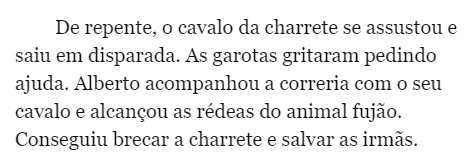 De repente, o cavalo da charrete se assustou e
saiu em disparada. As garotas gritaram pedindo
ajuda. Alberto acompanhou a correria com o seu
cavalo e alcançou as rédeas do animal fujão.
Conseguiu brecar a charrete e salvar as irmãs.